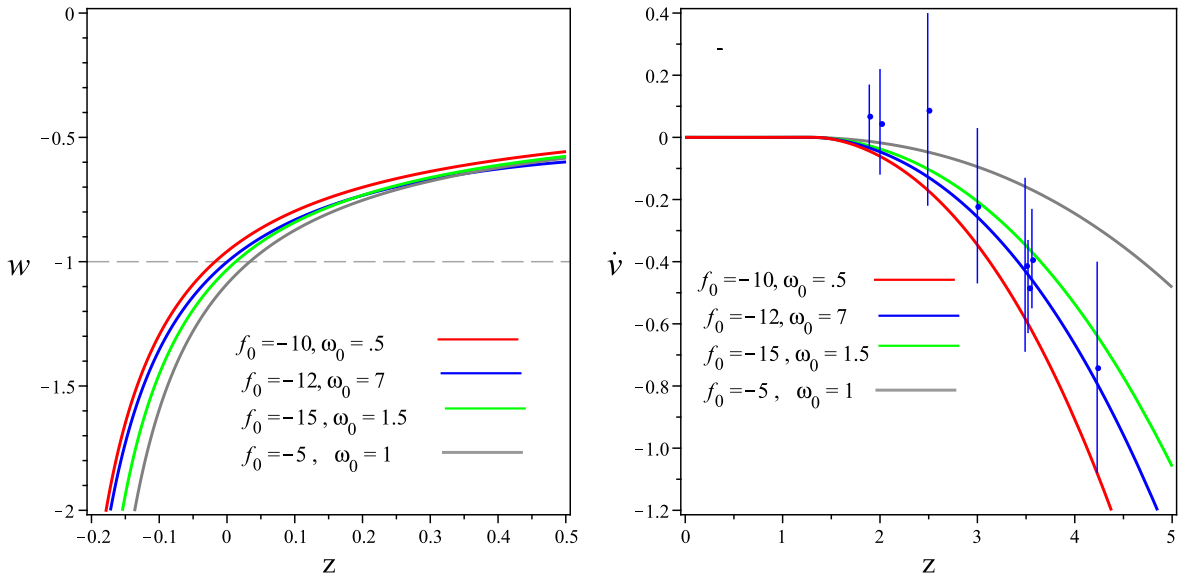 0
−0.5
w
−1
−1.5
−2
−0.2 −0.1 0 0.1 0.2 0.3 0.4 0.5
z
f0 =−10, ω0 = .5
f0 =−12, ω0 = 7
f0 =−15 , ω0 = 1.5
f0 =−5 , ω0 = 1
0.4
0.2
0
−0.2
−0.4
v̇
−0.6
−0.8
−1.0
−1.2
0 1 2 3 4 5
z
f0 =−10, ω0 = .5
f0 =−12, ω0 = 7
f0 =−15 , ω0 = 1.5
f0 =−5 , ω0 = 1
-